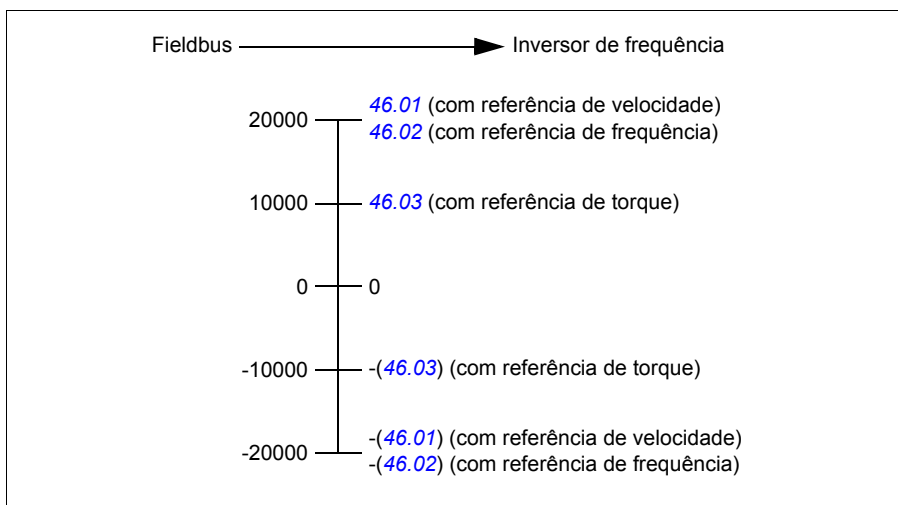 Fieldbus Inversor de frequência
46.01 (com referência de velocidade)
20000
46.02 (com referência de frequência)
10000 46.03 (com referência de torque)
0 0
-10000 -(46.03) (com referência de torque)
-(46.01) (com referência de velocidade)
-20000
-(46.02) (com referência de frequência)